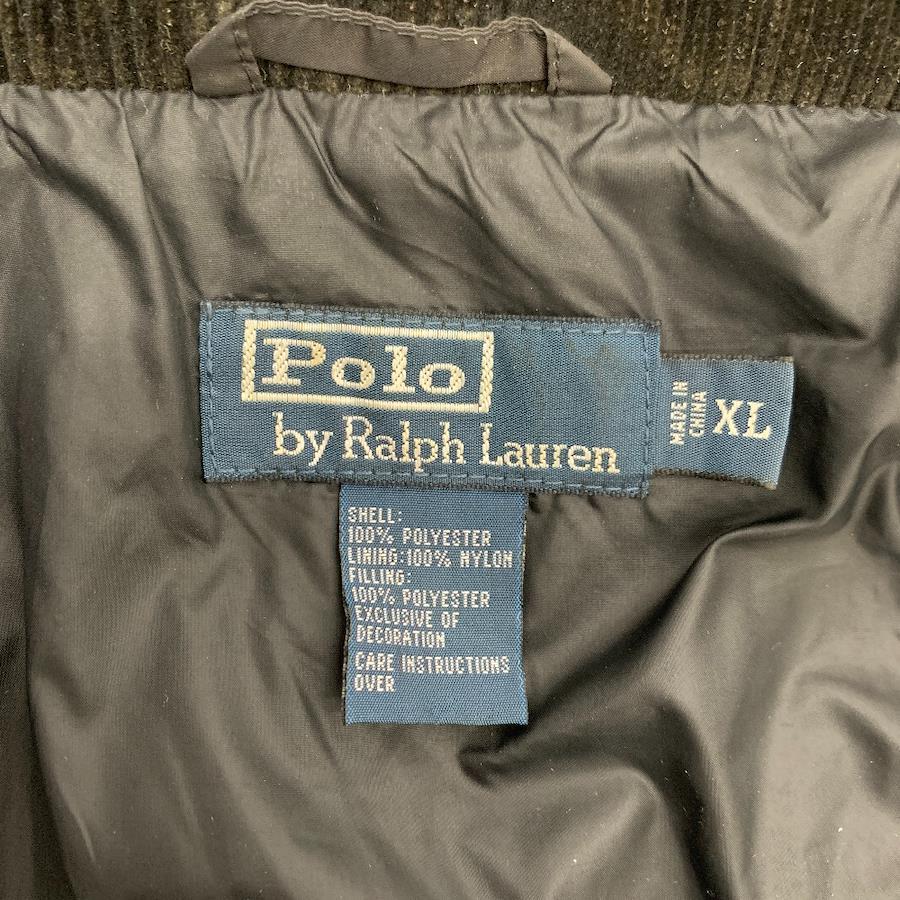 Polo
by Ralph Lauren
MADE IN
CHINA
XL
SHELL:
100% POLYESTER
LINING:100% NYLON
FILLING:
100% POLYESTER
EXCLUSIVE OF
DECORATION
CARE INSTRUCTIONS
OVER